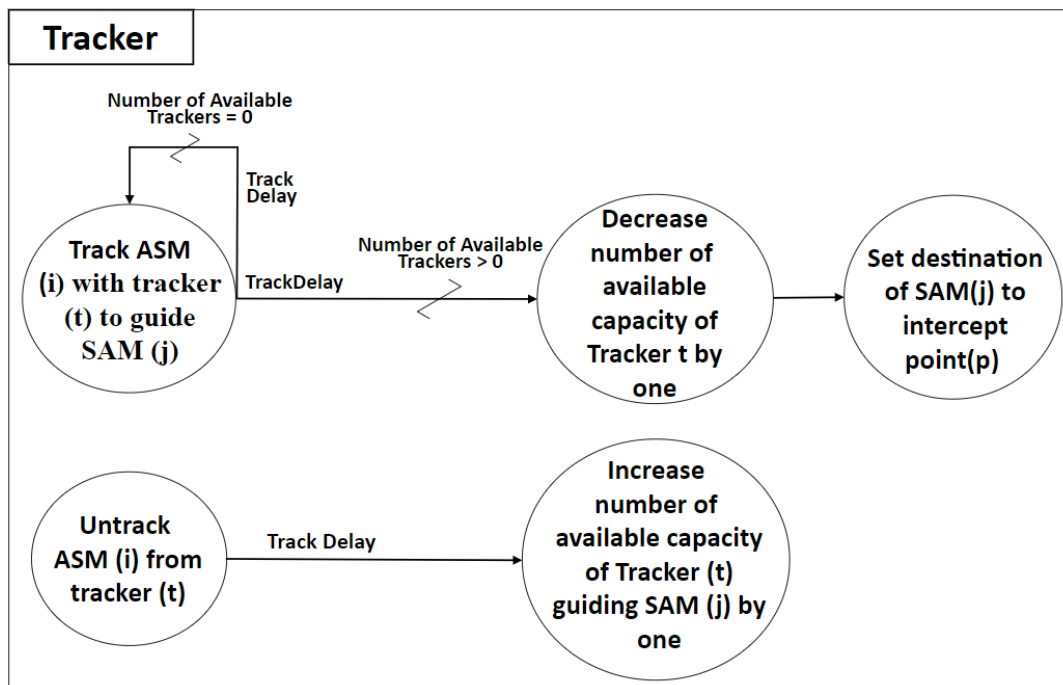 Tracker
Number of Available
Trackers = 0
Track
Delay
Track ASM
(i) with tracker
(t) to guide
SAM (j)
TrackDelay
Number of Available
Trackers > 0
Decrease
number of
available
capacity of
Tracker t by
one
Set destination
of SAM(j) to
intercept
point(p)
Untrack
ASM (i) from
tracker (t)
Track Delay
Increase
number of
available capacity
of Tracker (t)
guiding SAM (j) by
one